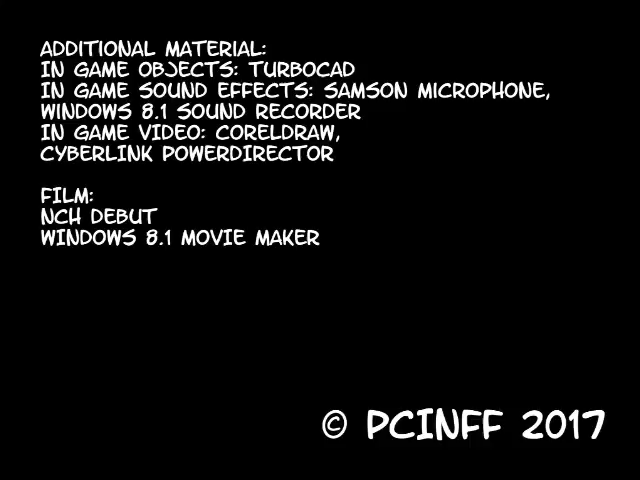 ADDITIONAL MATERIAL:
IN GAME OBJECTS: TURBOCAD
IN GAME SOUND EFFECTS: SAMSON MICROPHONE,
WINDOWS 8.1 SOUND RECORDER
IN GAME VIDEO: CORELDRAW,
CYBERLINK POWERDIRECTOR
FILM:
NCH DEBUT
WINDOWS 8.1 MOVIE MAKER
© PCINFF 2017